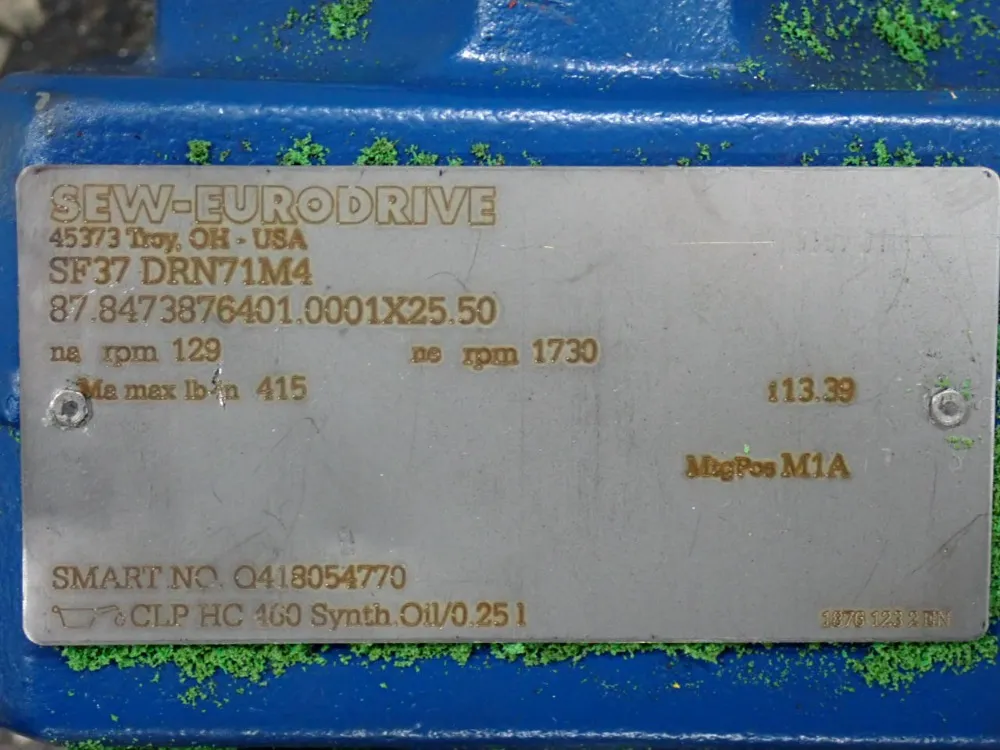 SEW-EURODRIVE
45373 Troy, OH - USA
SF37 DRN71M4
87.8473876401.0001X25.50
na rpm 129 ne rpm 1730
Ma max lb-in 415 i 13.39
MtgPos M1A
SMART NO. Q418054770
CLP HC 460 Synth.Oil/0.25 l
1876 123 2 EN